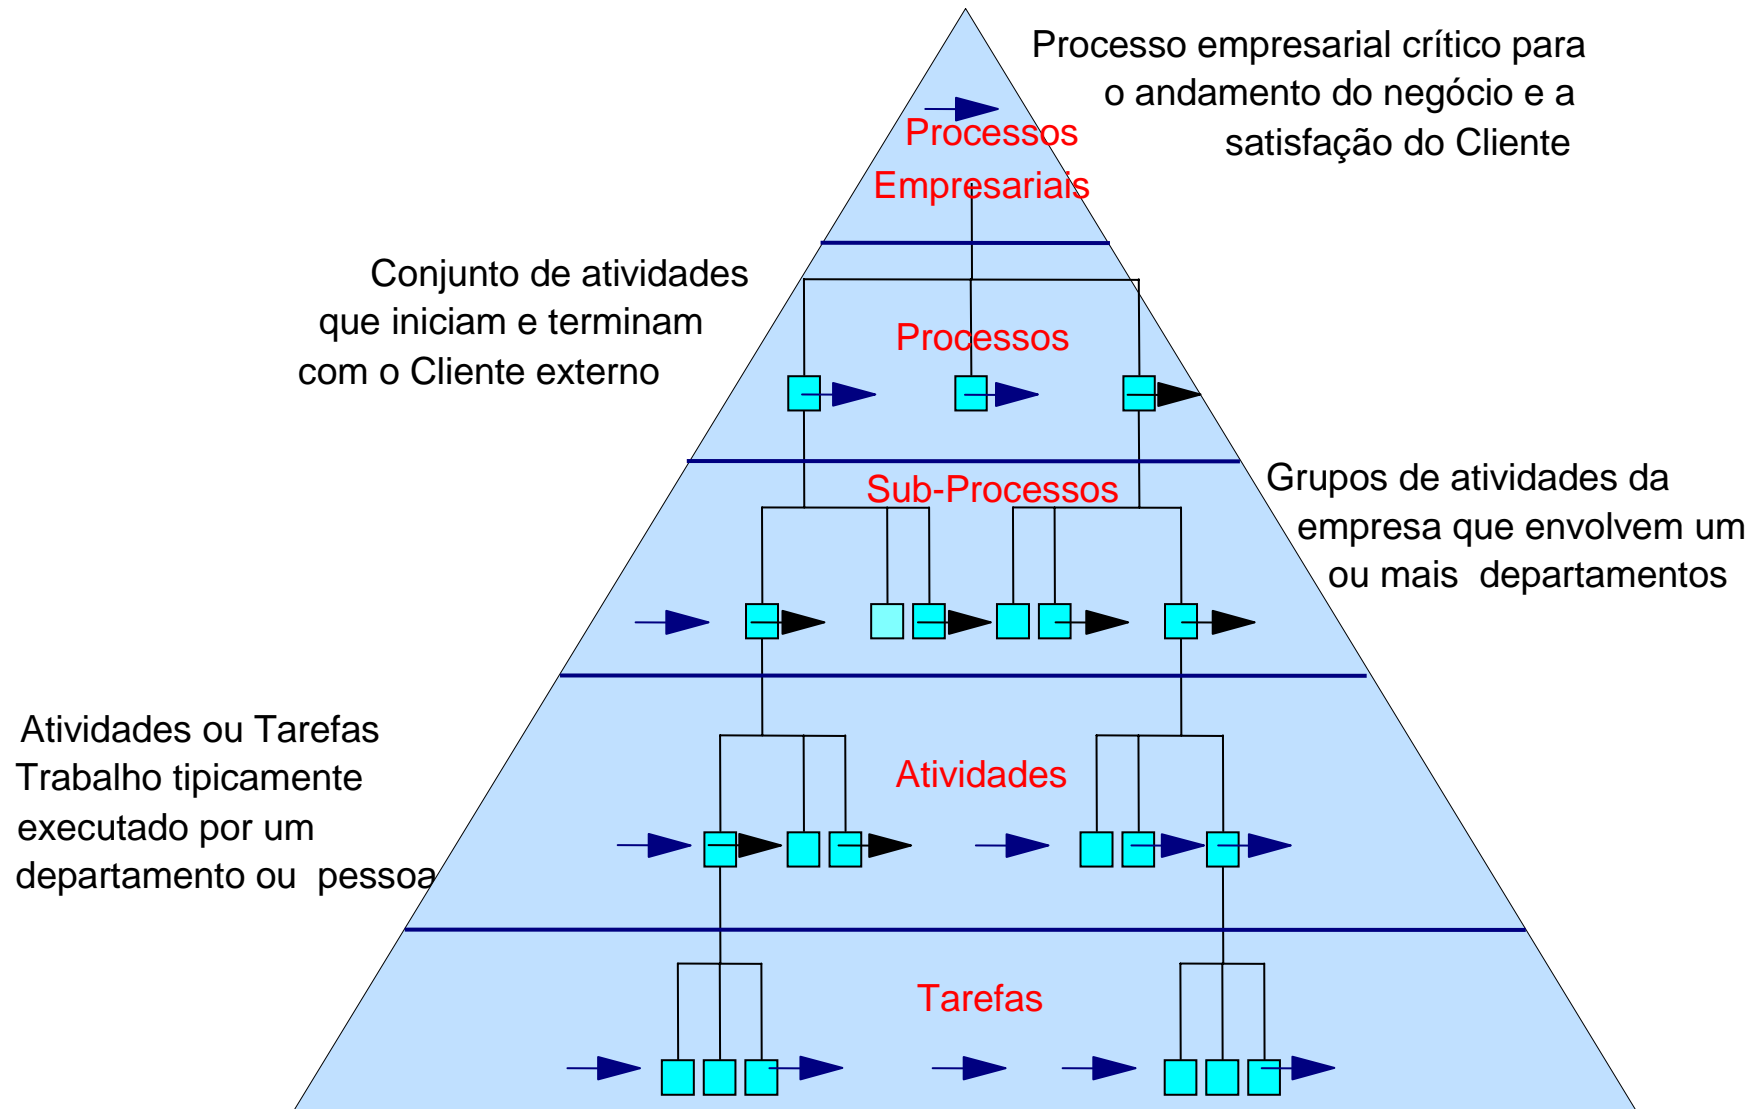 Processo empresarial crítico para
o andamento do negócio e a
satisfação do Cliente
Processos
Empresariais
Conjunto de atividades
que iniciam e terminam
com o Cliente externo
Processos
Sub-Processos
Grupos de atividades da
empresa que envolvem um
ou mais departamentos
Atividades ou Tarefas
Trabalho tipicamente
executado por um
departamento ou pessoa
Atividades
Tarefas